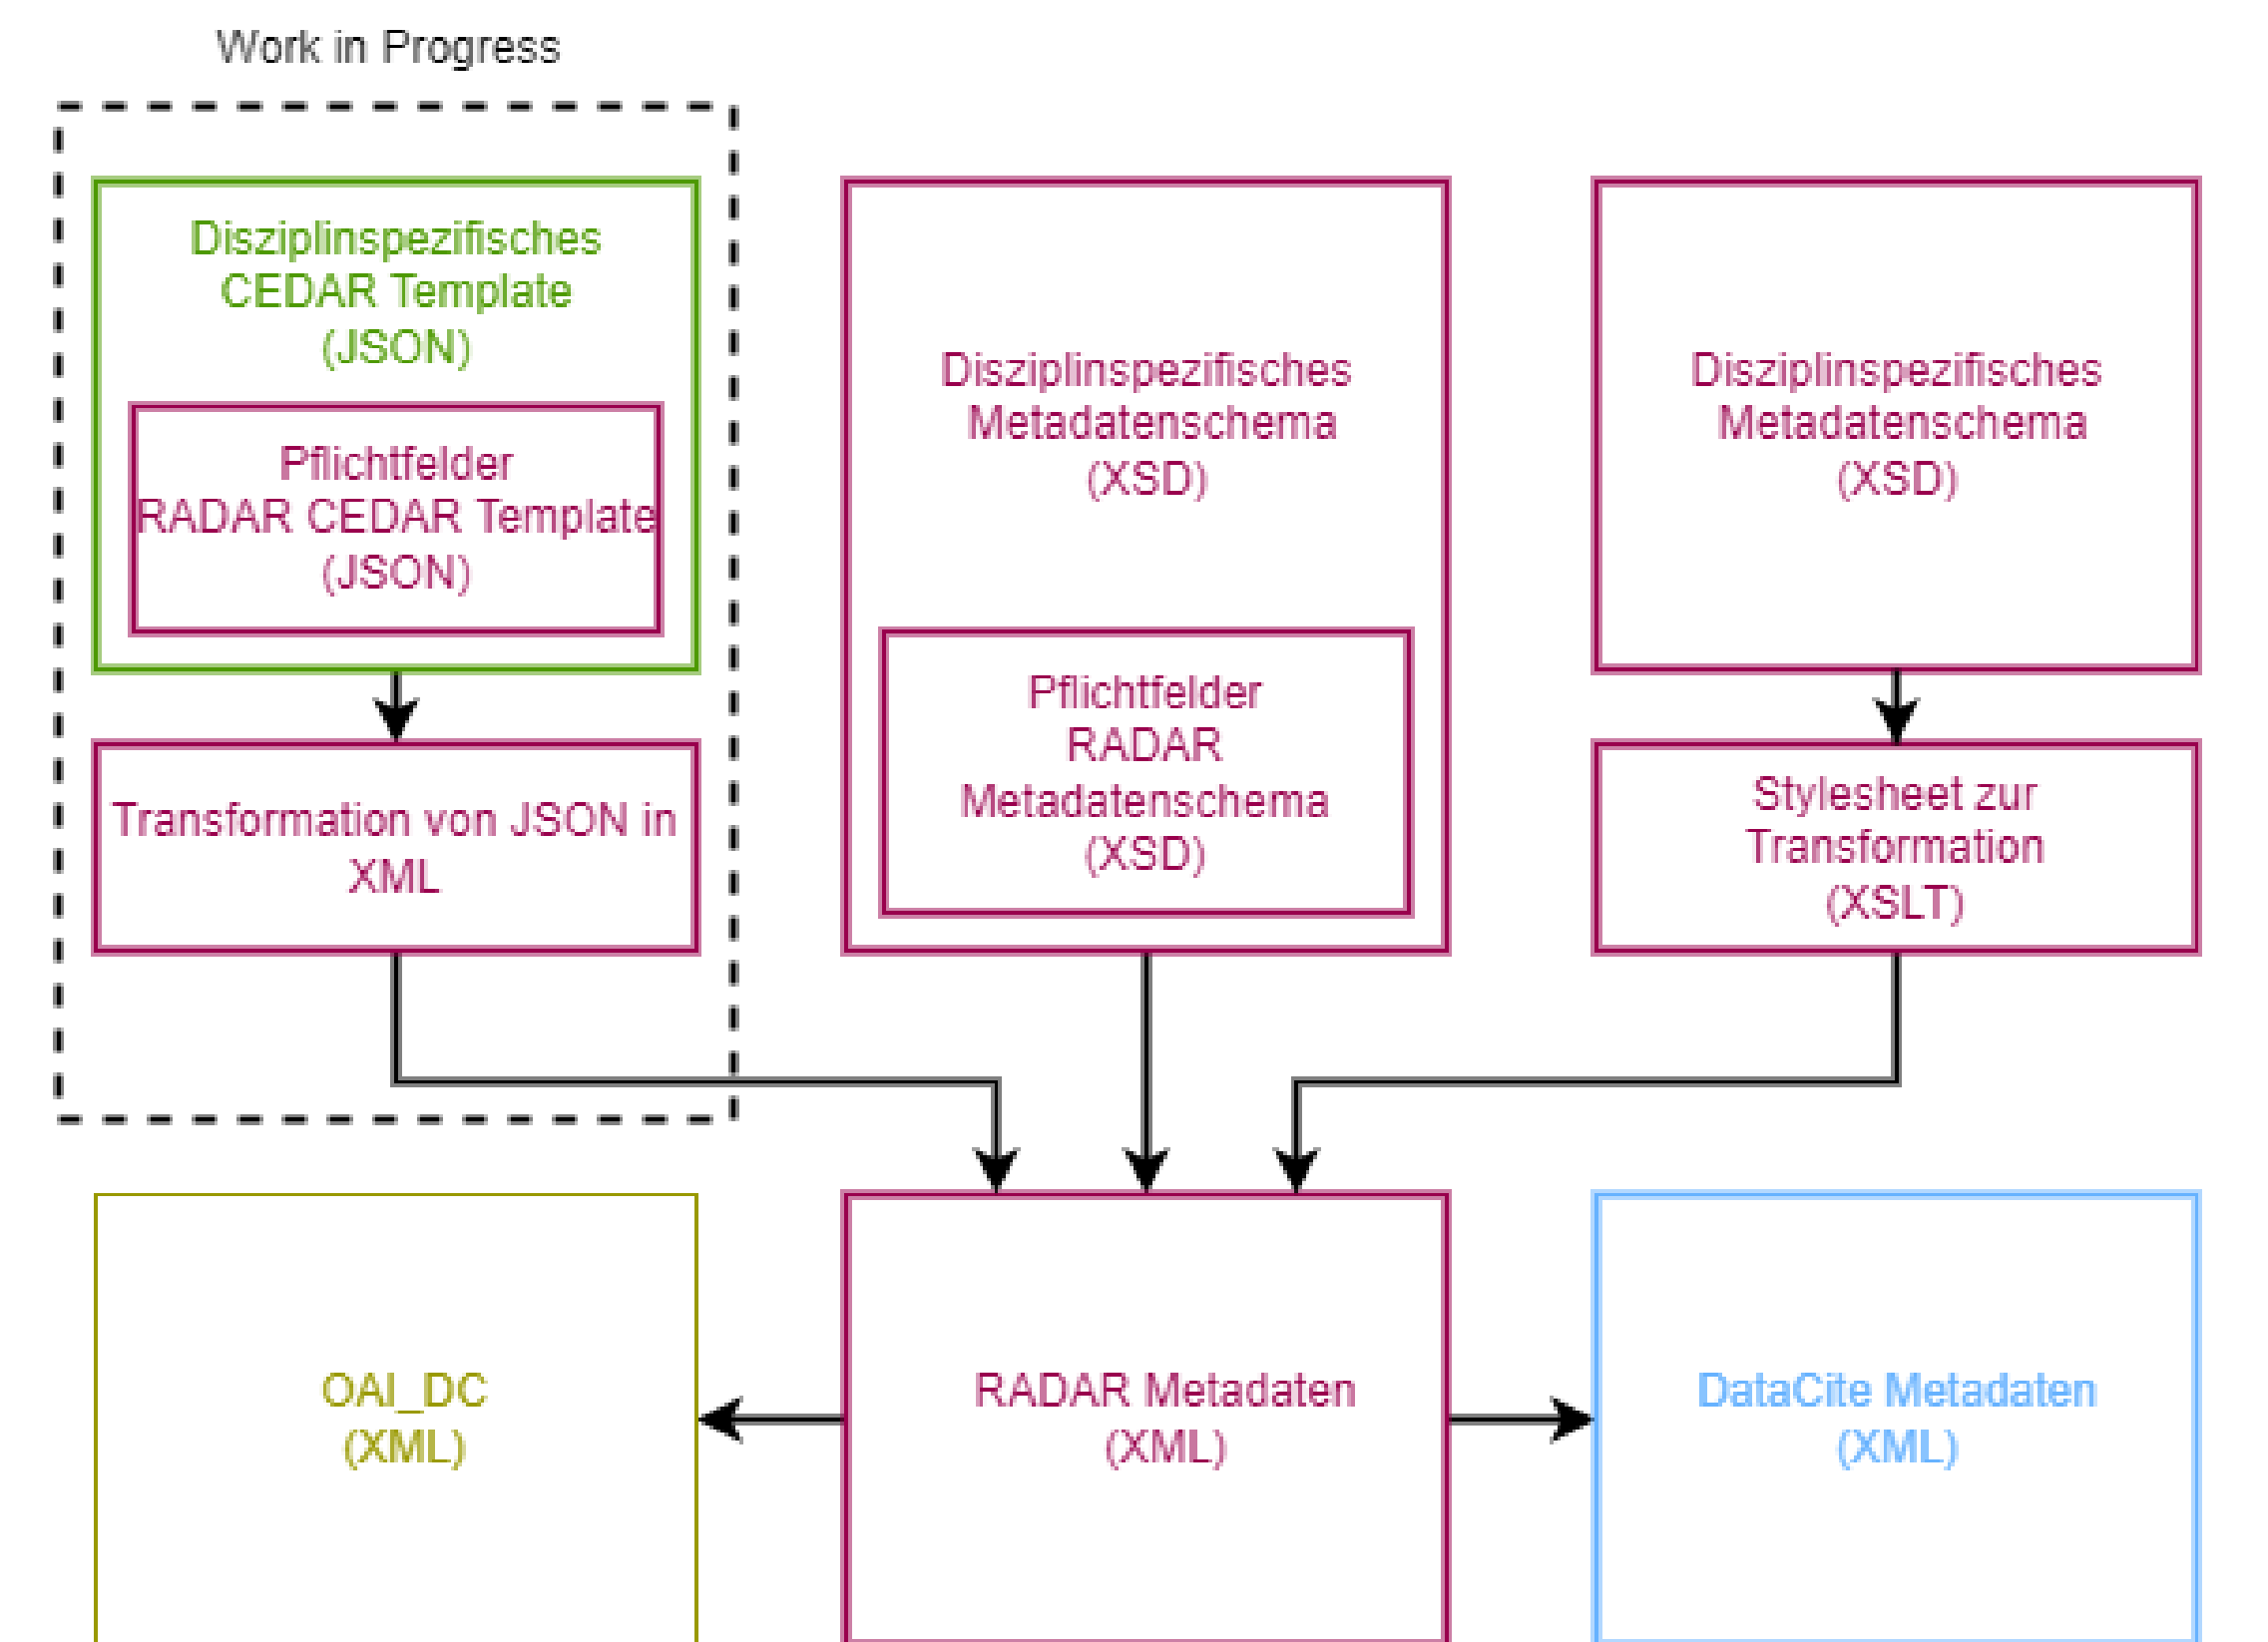 Work in Progress
Disziplinspezifisches
CEDAR Template
(JSON)
Pflichtfelder
RADAR CEDAR Template
(JSON)
Transformation von JSON in
XML
Disziplinspezifisches
Metadatenschema
(XSD)
Pflichtfelder
RADAR
Metadatenschema
(XSD)
Disziplinspezifisches
Metadatenschema
(XSD)
Stylesheet zur
Transformation
(XSLT)
OAI_DC
(XML)
RADAR Metadaten
(XML)
DataCite Metadaten
(XML)